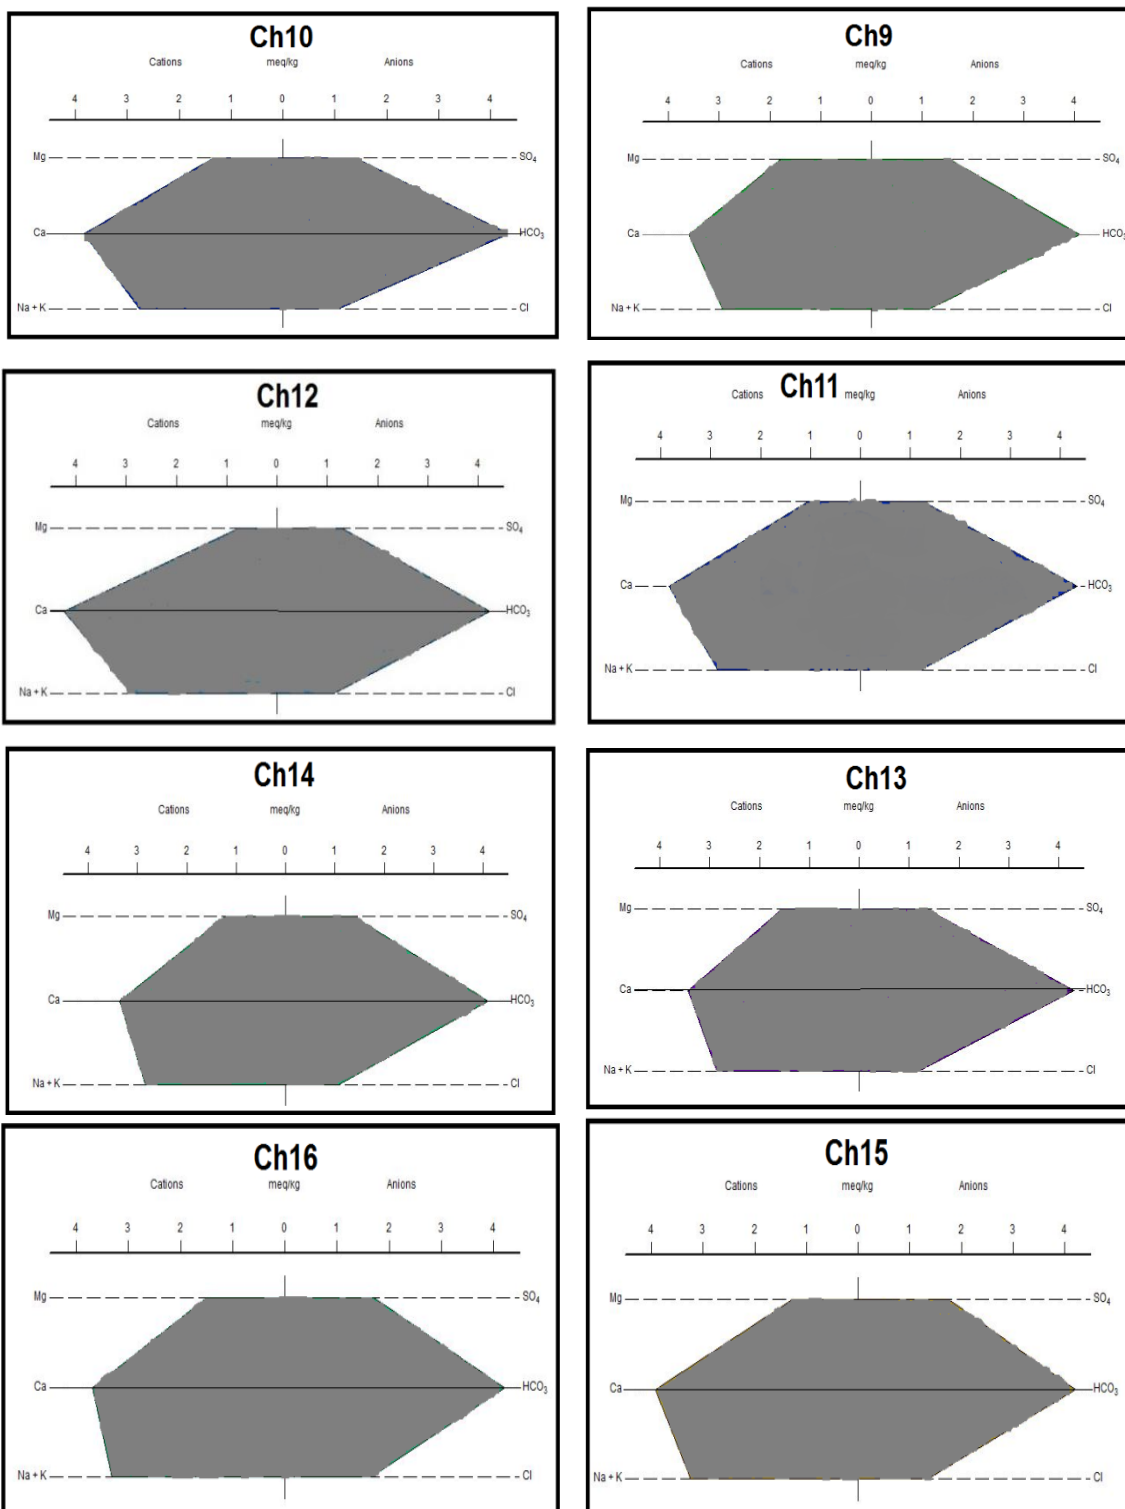 Ch10
Cations meq/kg Anions
4 3 2 1 0 1 2 3 4
Mg SO4
Ca HCO3
Na + K Cl
Ch9
Cations meq/kg Anions
4 3 2 1 0 1 2 3 4
Mg SO4
Ca HCO3
Na + K Cl
Ch12
Cations meq/kg Anions
4 3 2 1 0 1 2 3 4
Mg SO4
Ca HCO3
Na + K Cl
Cations Ch11 meq/kg Anions
4 3 2 1 0 1 2 3 4
Mg SO4
Ca HCO3
Na + K Cl
Ch14
Cations meq/kg Anions
4 3 2 1 0 1 2 3 4
Mg SO4
Ca HCO3
Na + K Cl
Ch13
Cations meq/kg Anions
4 3 2 1 0 1 2 3 4
Mg SO4
Ca HCO3
Na + K Cl
Ch16
Cations meq/kg Anions
4 3 2 1 0 1 2 3 4
Mg SO4
Ca HCO3
Na + K Cl
Ch15
Cations meq/kg Anions
4 3 2 1 0 1 2 3 4
Mg SO4
Ca HCO3
Na + K Cl